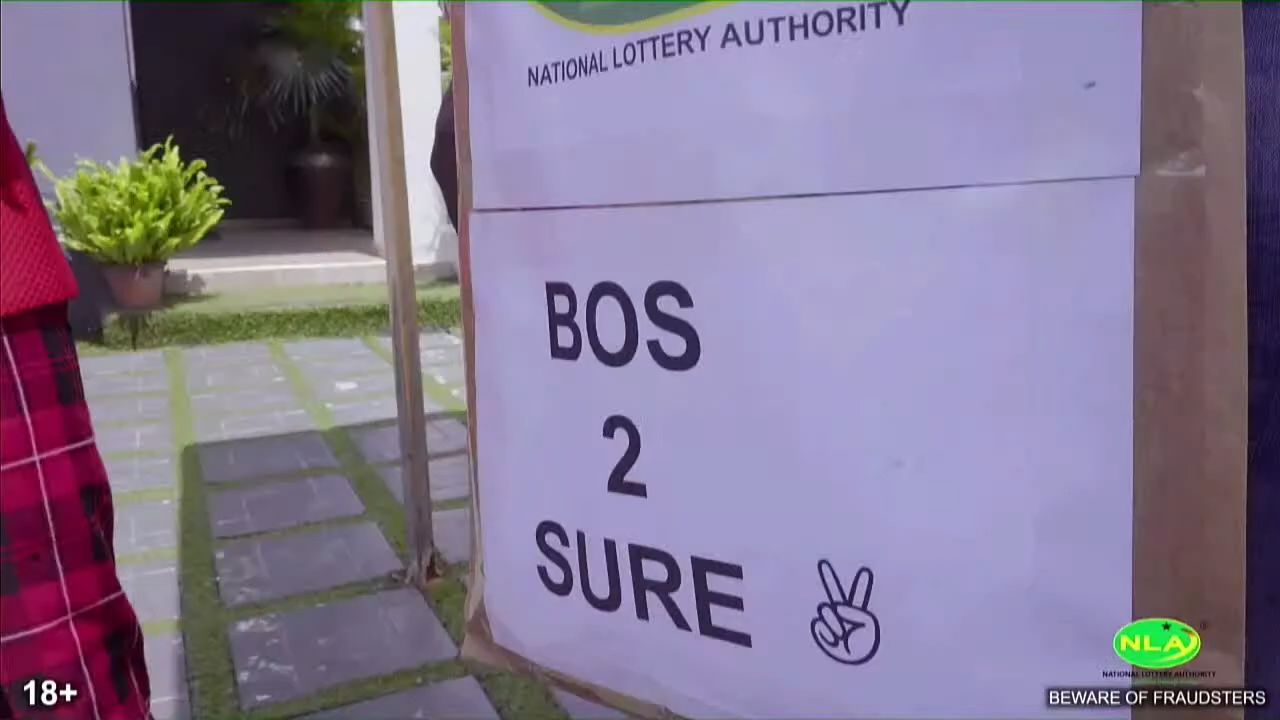 NATIONAL LOTTERY AUTHORITY
BOS
2
SURE
NLA
NATIONAL LOTTERY AUTHORITY
18+
BEWARE OF FRAUDSTERS